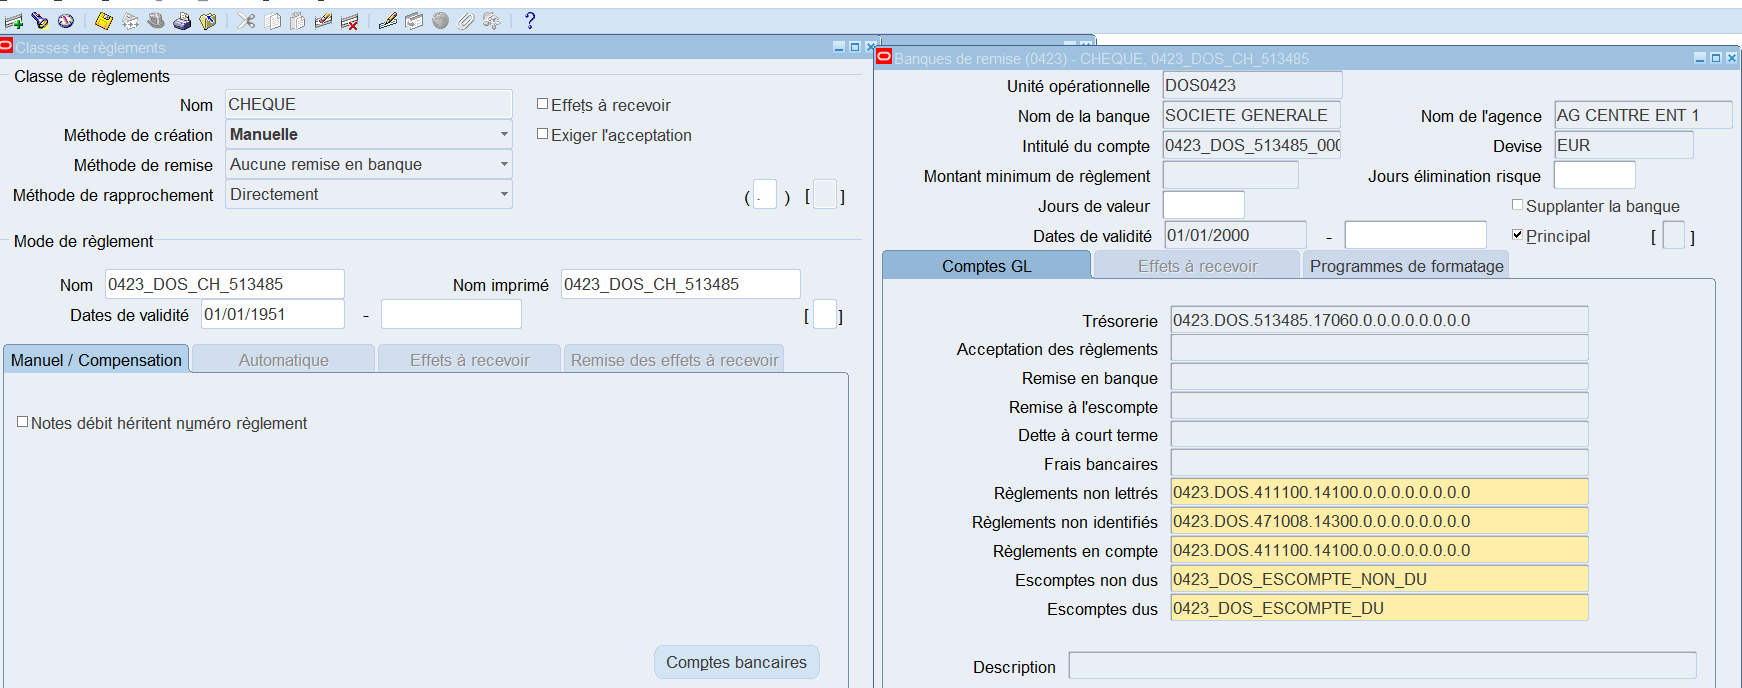 Classes de règlements
Classe de règlements
Nom CHEQUE Effets à recevoir
Méthode de création Manuelle Exiger l'acceptation
Méthode de remise Aucune remise en banque
Méthode de rapprochement Directement ( . ) [ ]
Mode de règlement
Nom 0423_DOS_CH_513485 Nom imprimé 0423_DOS_CH_513485
Dates de validité 01/01/1951 - [ ]
Manuel / Compensation Automatique Effets à recevoir Remise des effets à recevoir
Notes débit héritent numéro règlement
Comptes bancaires
Banques de remise (0423) - CHEQUE, 0423_DOS_CH_513485
Unité opérationnelle DOS0423
Nom de la banque SOCIETE GENERALE Nom de l'agence AG CENTRE ENT 1
Intitulé du compte 0423_DOS_513485_000 Devise EUR
Montant minimum de règlement Jours élimination risque
Jours de valeur Supplanter la banque
Dates de validité 01/01/2000 - Principal [ ]
Comptes GL Effets à recevoir Programmes de formatage
Trésorerie 0423.DOS.513485.17060.0.0.0.0.0.0.0.0
Acceptation des règlements
Remise en banque
Remise à l'escompte
Dette à court terme
Frais bancaires
Règlements non lettrés 0423.DOS.411100.14100.0.0.0.0.0.0.0.0
Règlements non identifiés 0423.DOS.471008.14300.0.0.0.0.0.0.0.0
Règlements en compte 0423.DOS.411100.14100.0.0.0.0.0.0.0.0
Escomptes non dus 0423_DOS_ESCOMPTE_NON_DU
Escomptes dus 0423_DOS_ESCOMPTE_DU
Description